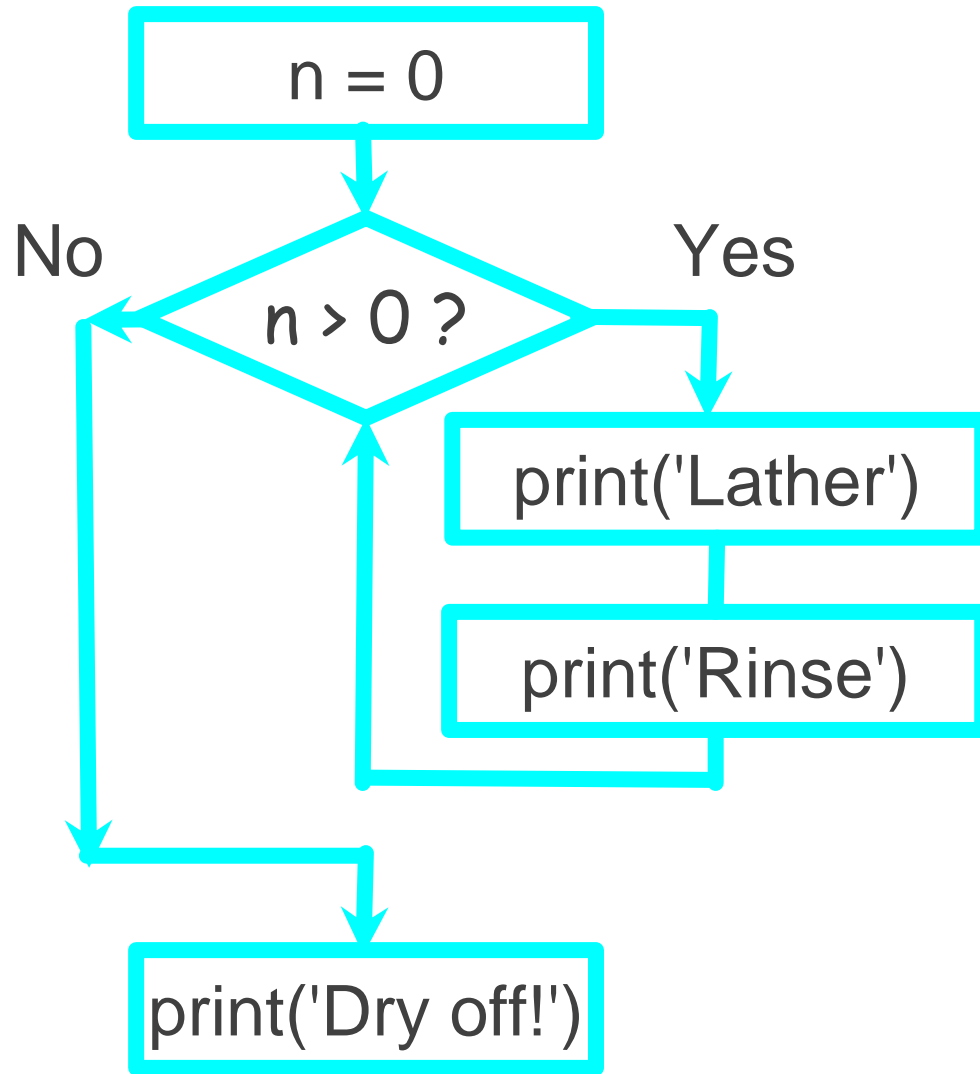 n = 0
No
Yes
n > 0 ?
print('Lather')
print('Rinse')
print('Dry off!')